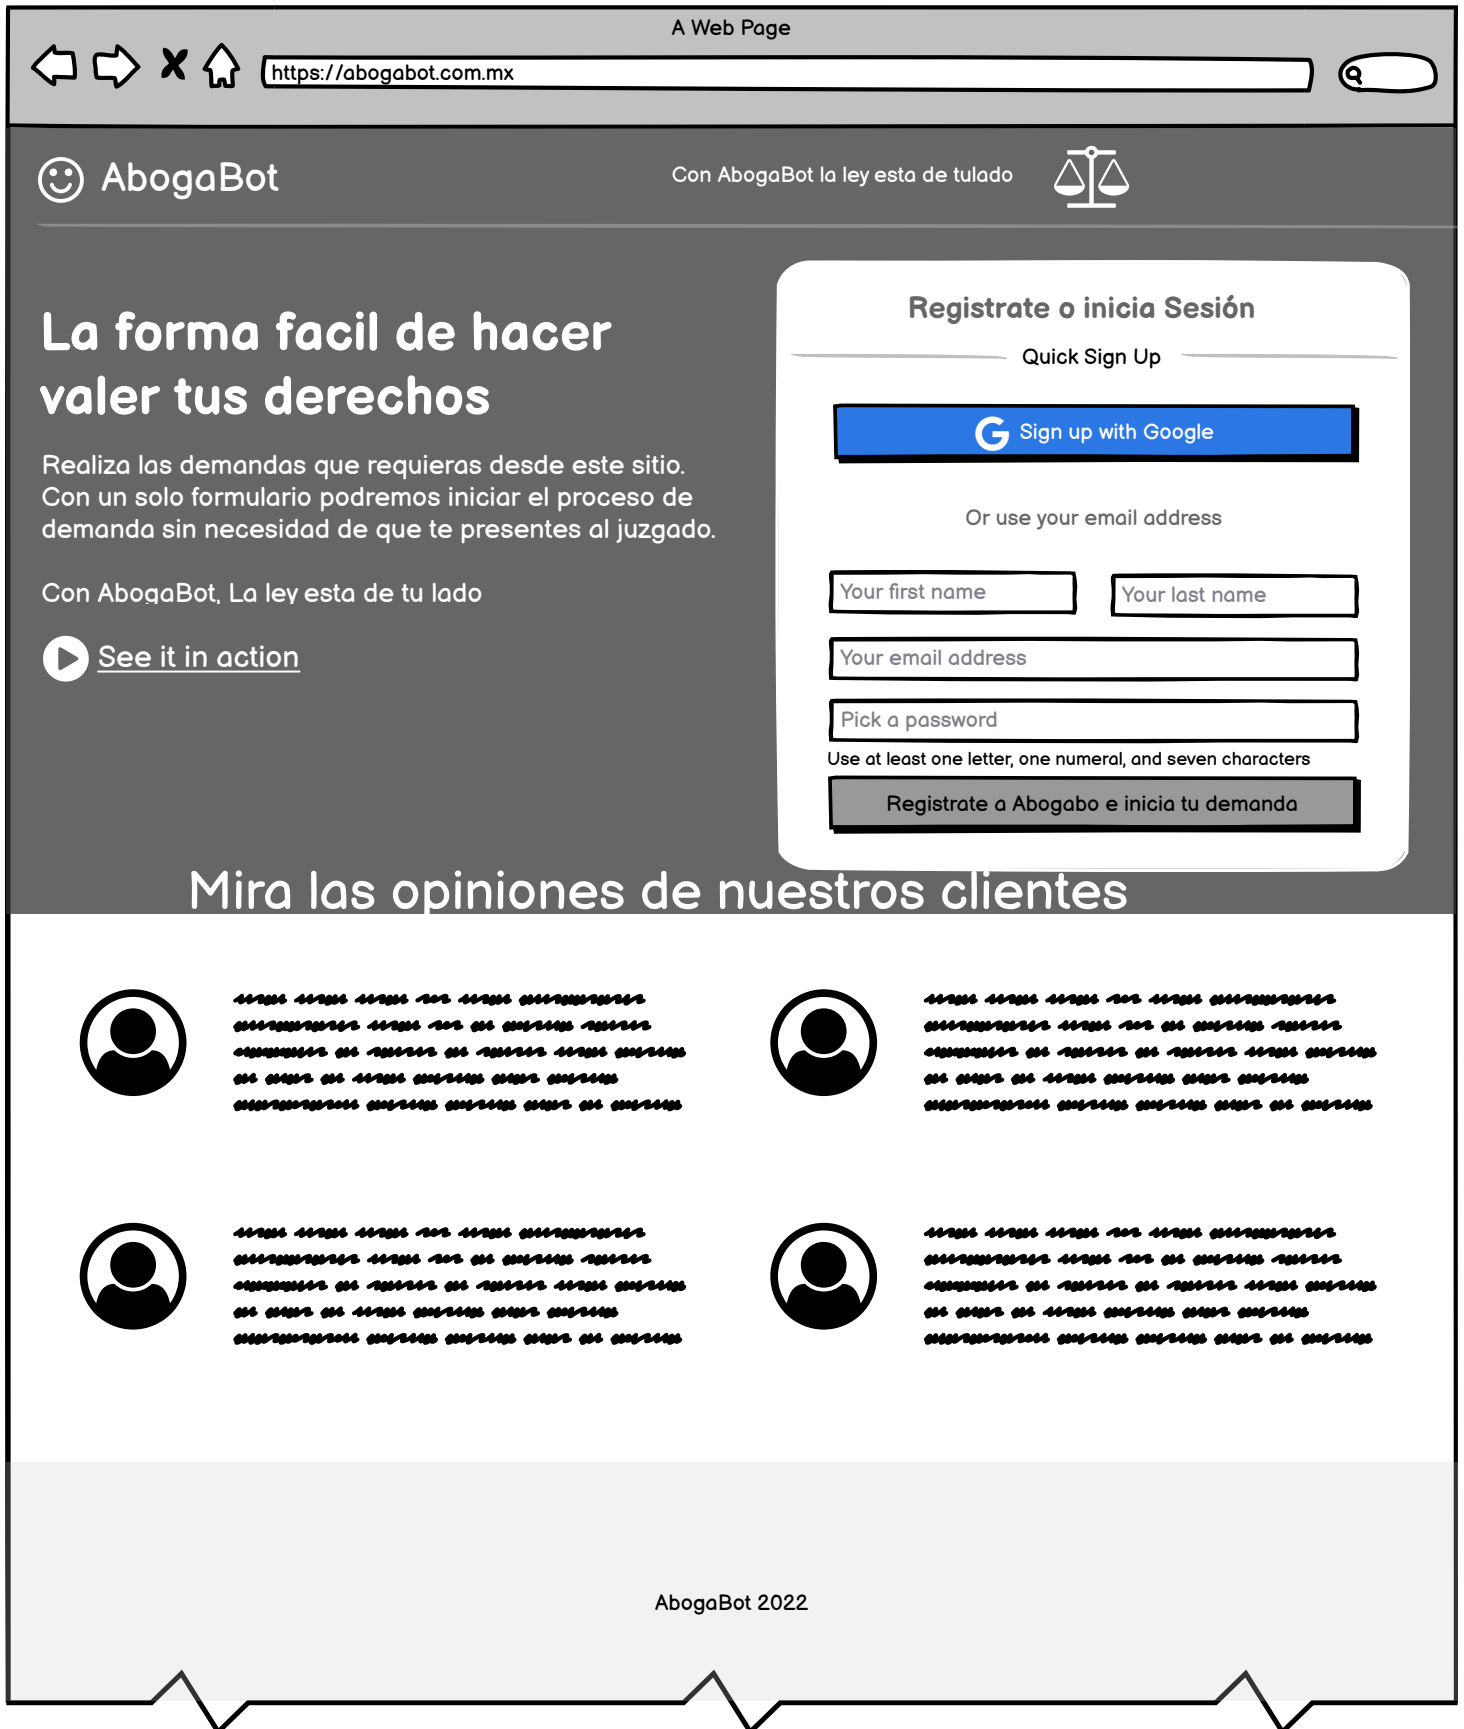 A Web Page
https://abogabot.com.mx
AbogaBot
Con AbogaBot la ley esta de tulado
La forma facil de hacer
valer tus derechos
Realiza las demandas que requieras desde este sitio.
Con un solo formulario podremos iniciar el proceso de
demanda sin necesidad de que te presentes al juzgado.
Con AbogaBot, La ley esta de tu lado
See it in action
Registrate o inicia Sesión
Quick Sign Up
Sign up with Google
Or use your email address
Your first name
Your last name
Your email address
Pick a password
Use at least one letter, one numeral, and seven characters
Registrate a Abogabo e inicia tu demanda
Mira las opiniones de nuestros clientes
AbogaBot 2022